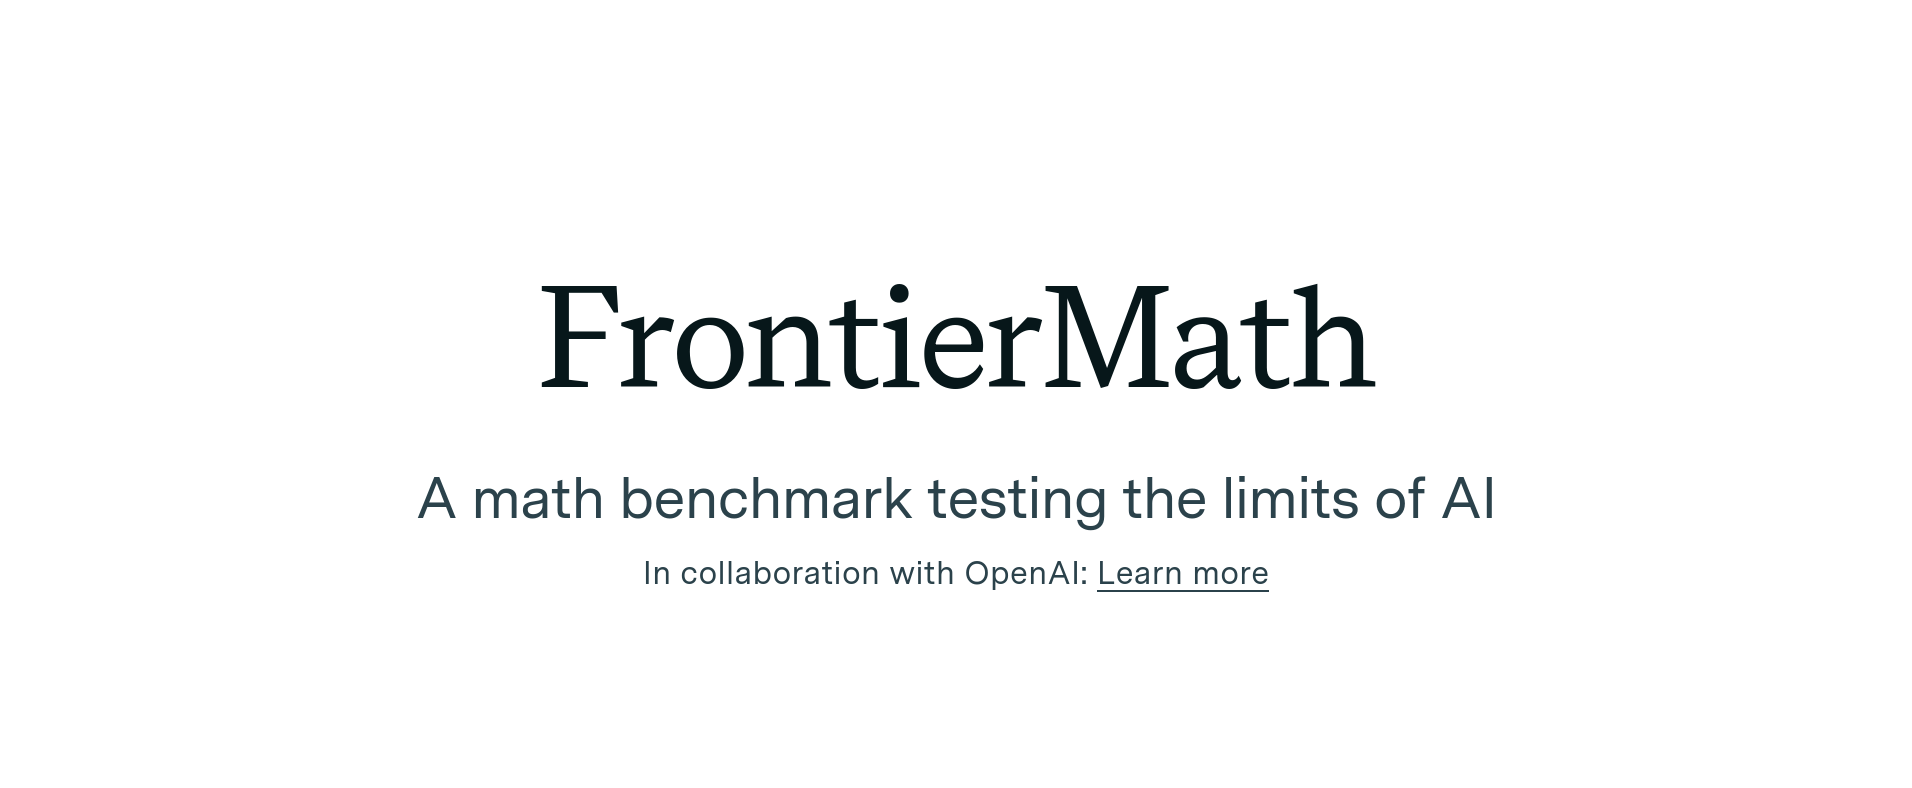 FrontierMath
A math benchmark testing the limits of AI
In collaboration with OpenAI: Learn more